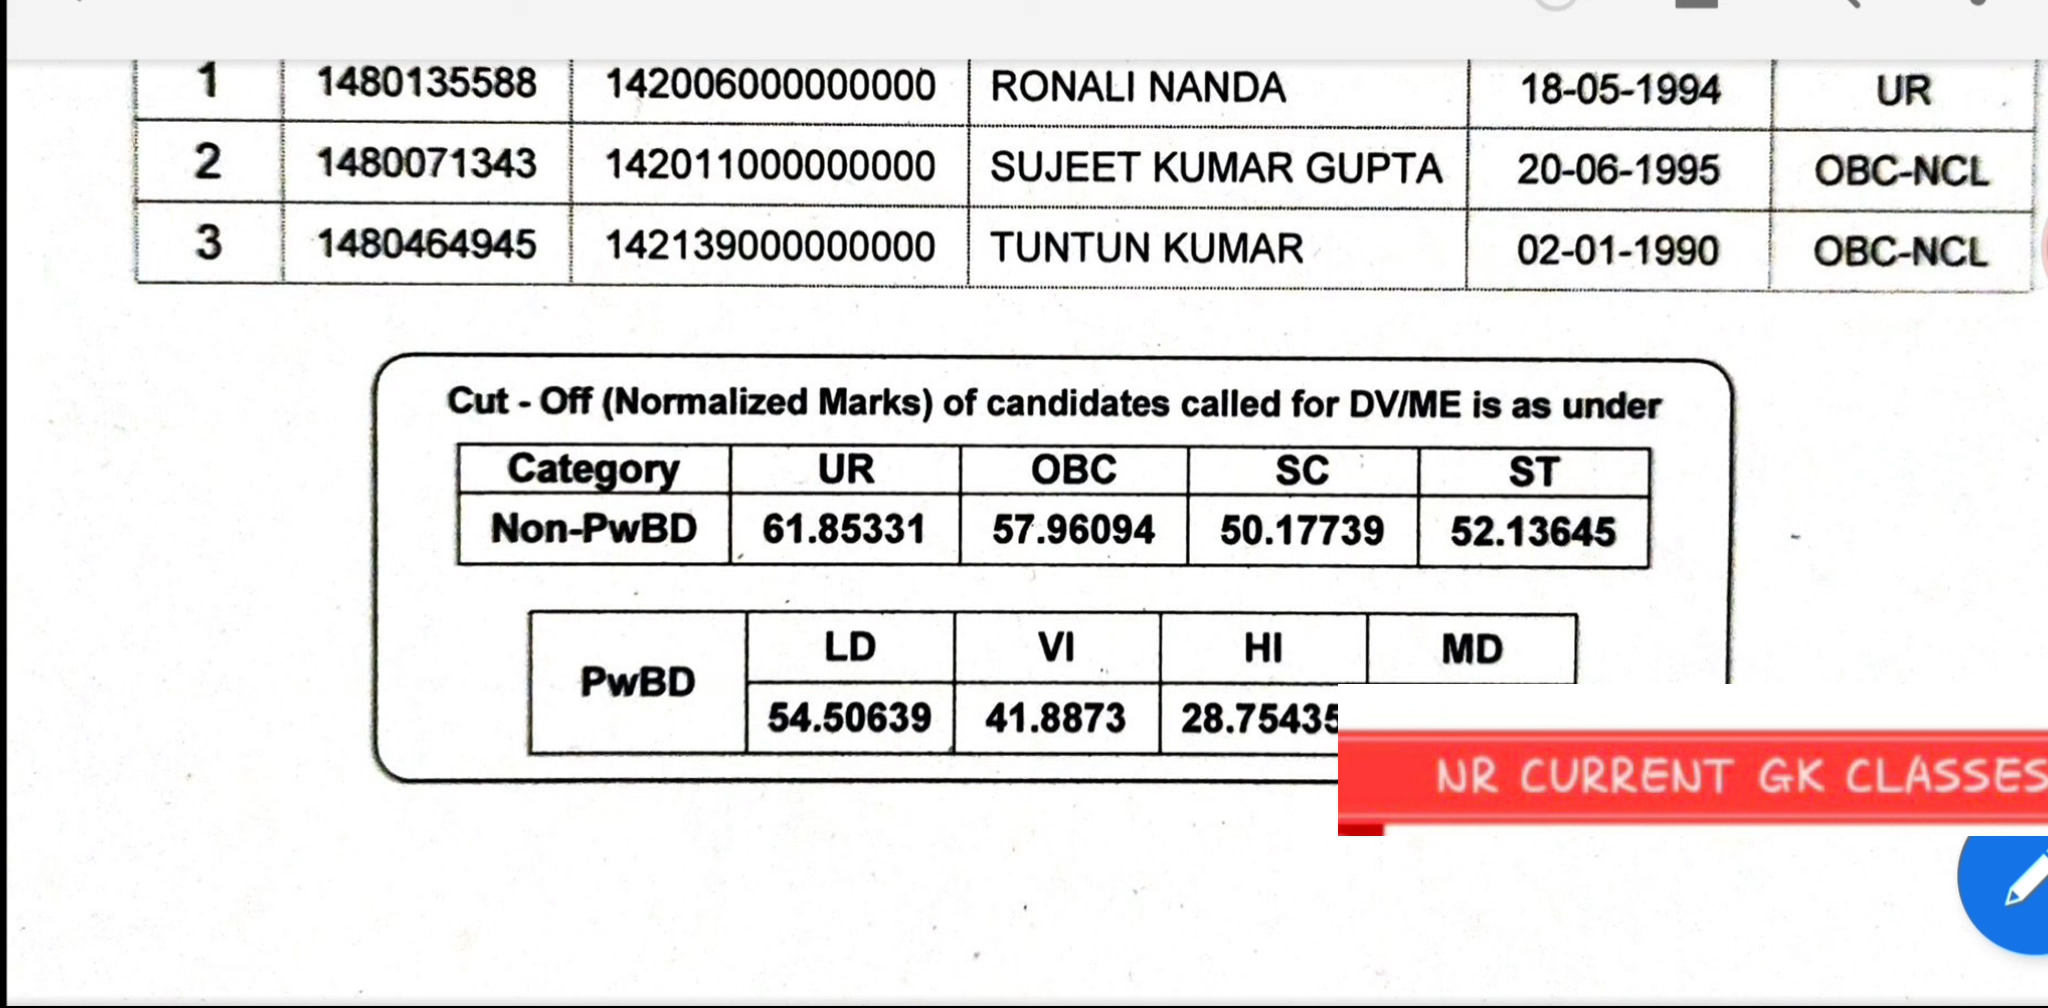 1 1480135588 142006000000000 RONALI NANDA 18-05-1994 UR
2 1480071343 142011000000000 SUJEET KUMAR GUPTA 20-06-1995 OBC-NCL
3 1480464945 142139000000000 TUNTUN KUMAR 02-01-1990 OBC-NCL
Cut - Off (Normalized Marks) of candidates called for DV/ME is as under
Category UR OBC SC ST
Non-PwBD 61.85331 57.96094 50.17739 52.13645
PwBD LD VI HI MD
54.50639 41.8873 28.75435
NR CURRENT GK CLASSES